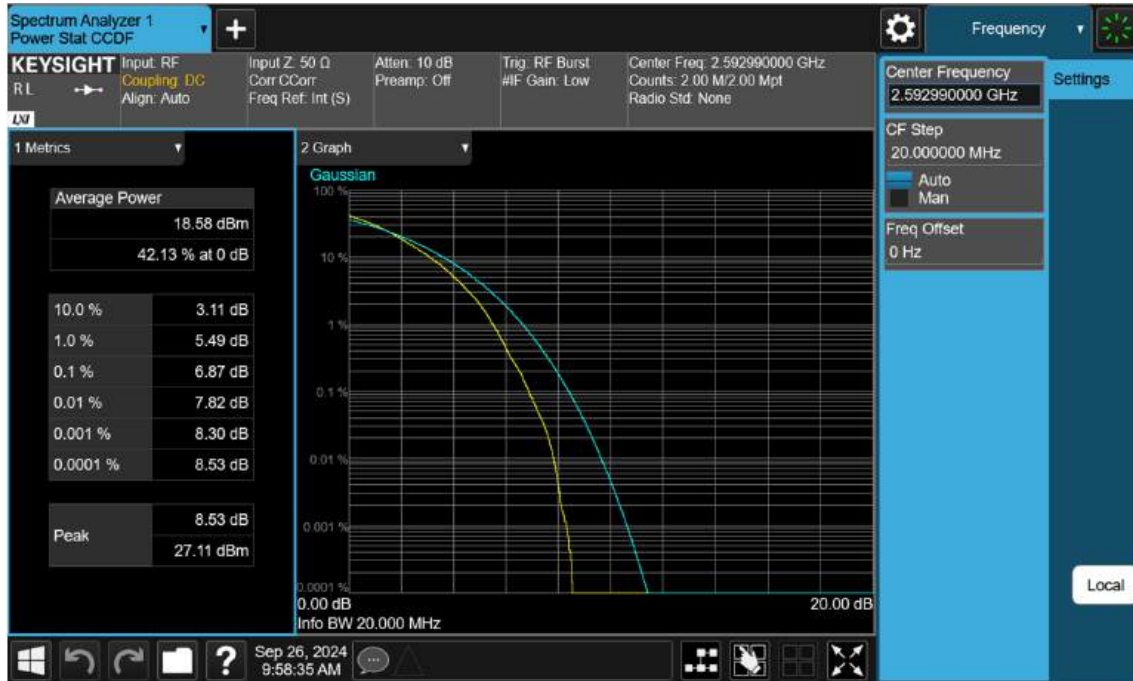 Spectrum Analyzer 1
Power Stat CCDF
Frequency
KEYSIGHT
R L
LXI
Input: RF
Coupling: DC
Align: Auto
Input Z: 50 Ω
Corr CCorr
Freq Ref: Int (S)
Atten: 10 dB
Preamp: Off
Trig: RF Burst
#IF Gain: Low
Center Freq: 2.592990000 GHz
Counts: 2.00 M/2.00 Mpt
Radio Std: None
Center Frequency
2.592990000 GHz
Settings
CF Step
20.000000 MHz
Auto
Man
Freq Offset
0 Hz
1 Metrics
Average Power
18.58 dBm
42.13 % at 0 dB
10.0 % 3.11 dB
1.0 % 5.49 dB
0.1 % 6.87 dB
0.01 % 7.82 dB
0.001 % 8.30 dB
0.0001 % 8.53 dB
Peak
8.53 dB
27.11 dBm
2 Graph
Gaussian
100 %
10 %
1 %
0.1 %
0.01 %
0.001 %
0.0001 %
0.00 dB 20.00 dB
Info BW 20.000 MHz
Local
?
Sep 26, 2024
9:58:35 AM